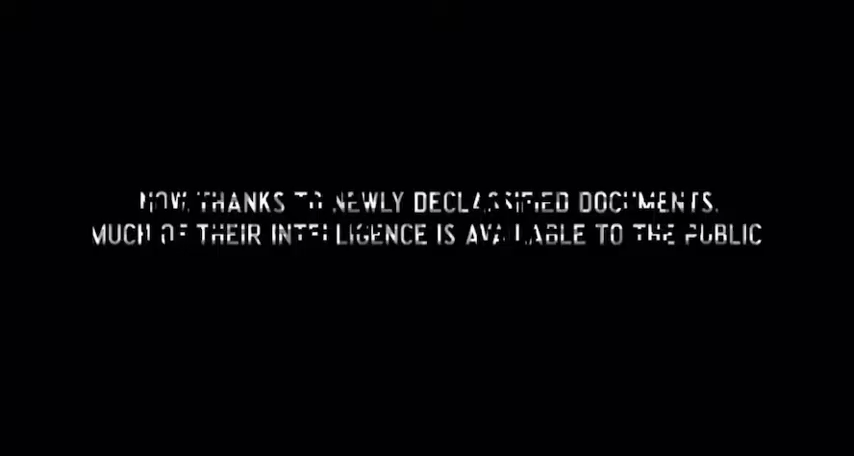 NOW, THANKS TO NEWLY DECLASSIFIED DOCUMENTS,
MUCH OF THEIR INTELLIGENCE IS AVAILABLE TO THE PUBLIC